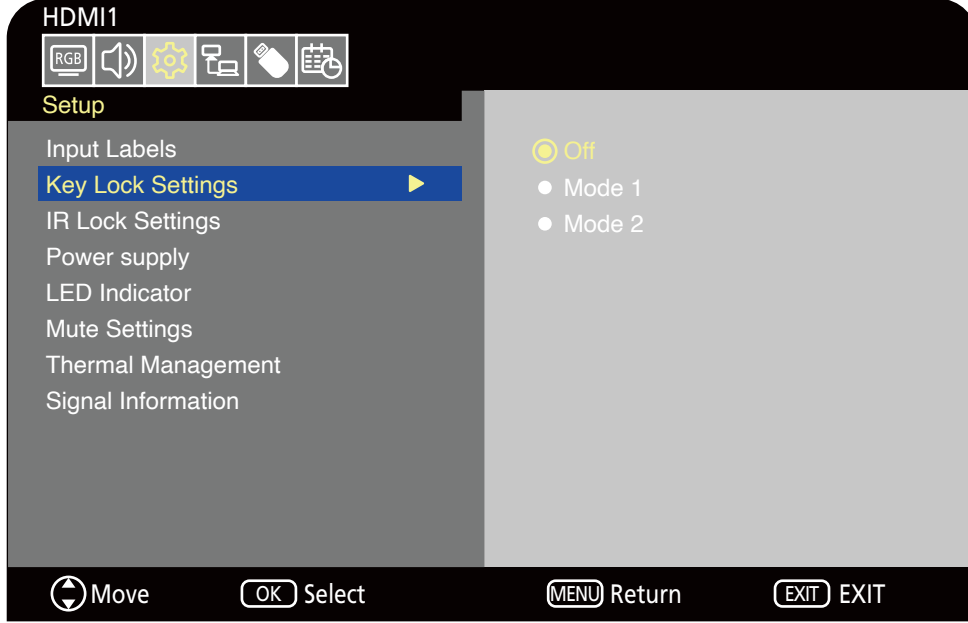 HDMI1
RGB
Setup
Input Labels
Key Lock Settings
IR Lock Settings
Power supply
LED Indicator
Mute Settings
Thermal Management
Signal Information
Off
Mode 1
Mode 2
Move OK Select MENU Return EXIT EXIT